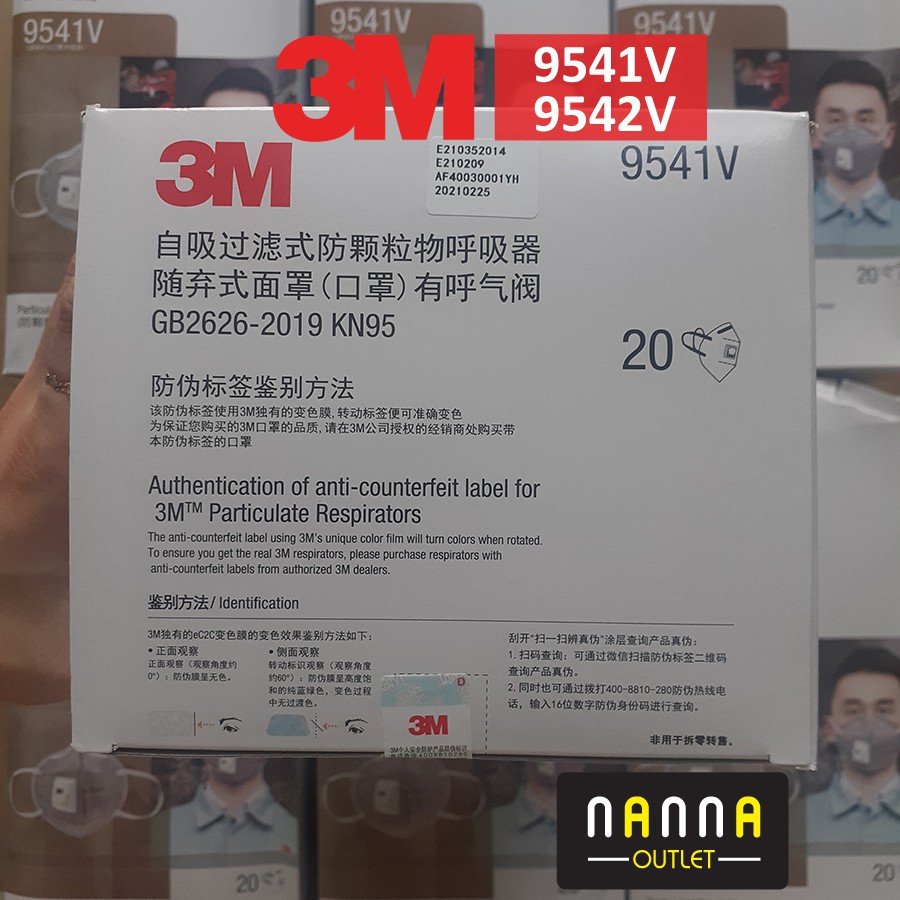 9541V
9541V
9541V
3M
9541V
9542V
3M
E210352014
E210209
AF40030001YH
20210225
9541V
自吸过滤式防颗粒物呼吸器
随弃式面罩(口罩)有呼气阀
GB2626-2019 KN95
20
防伪标签鉴别方法
该防伪标签使用3M独有的变色膜,转动标签便可准确变色
为保证您购买的3M口罩的品质,请在3M公司授权的经销商处购买带
本防伪标签的口罩
Authentication of anti-counterfeit label for
3M™ Particulate Respirators
The anti-counterfeit label using 3M's unique color film will turn colors when rotated.
To ensure you get the real 3M respirators, please purchase respirators with
anti-counterfeit labels from authorized 3M dealers.
鉴别方法/Identification
3M独有的eC2C变色膜的变色效果鉴别方法如下:
• 正面观察
正面观察(观察角度约
0°):防伪膜呈无色。
• 侧面观察
转动标识观察(观察角度
约60°):防伪膜呈高度饱
和的纯蓝绿色,变色过程
中无过渡色。
刮开“扫一扫辨真伪”涂层查询产品真伪:
1. 扫码查询:可通过微信扫描防伪标签二维码
查询产品真伪。
2. 同时也可通过拨打400-8810-280防伪热线电
话,输入16位数字防伪身份码进行查询。
3M
3M个人安全防护产品防伪标识
非用于拆零转售。
20
20
20
nAnnA
OUTLET